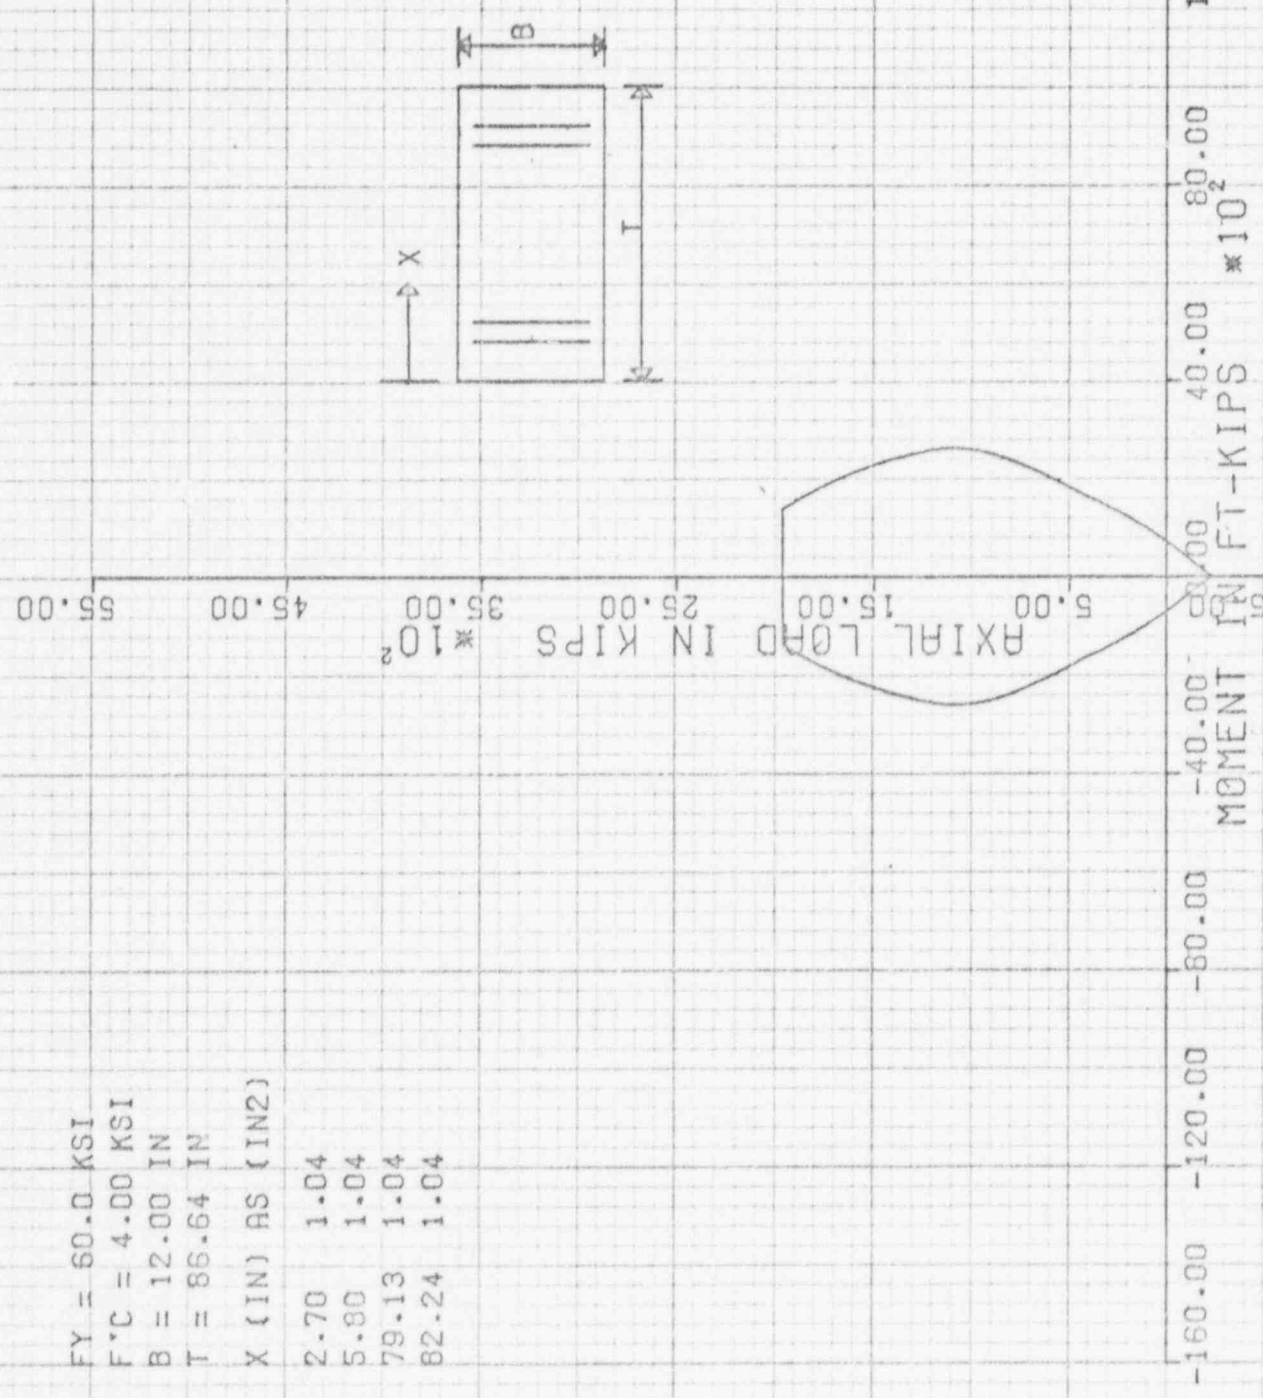 FY = 60.0 KSI
F'C = 4.00 KSI
B = 12.00 IN
T = 86.64 IN
X (IN) AS (IN2)
2.70 1.04
5.80 1.04
79.13 1.04
82.24 1.04
X
B
T
55.00
45.00
35.00
25.00
15.00
5.00
AXIAL LOAD IN KIPS *10²
-160.00 -120.00 -80.00 -40.00 40.00 80.00
MOMENT IN FT-KIPS *10²